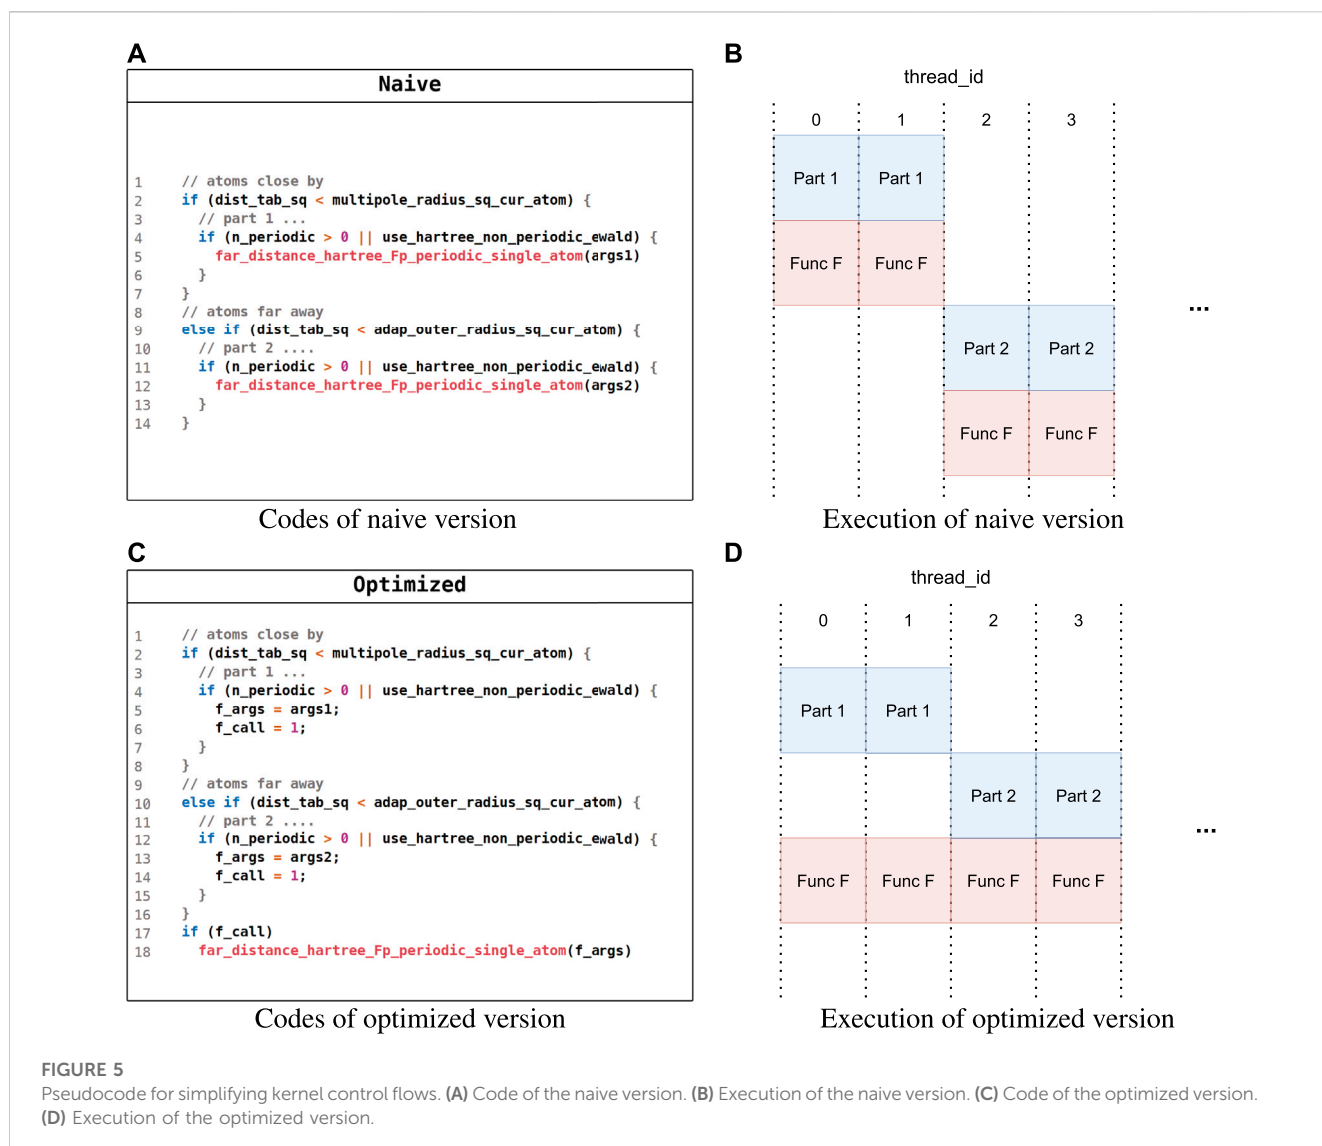 A
Naive
1 // atoms close by
2 if (dist_tab_sq < multipole_radius_sq_cur_atom) {
3 // part 1 ...
4 if (n_periodic > 0 || use_hartree_non_periodic_ewald) {
5 far_distance_hartree_Fp_periodic_single_atom(args1)
6 }
7 }
8 // atoms far away
9 else if (dist_tab_sq < adap_outer_radius_sq_cur_atom) {
10 // part 2 ....
11 if (n_periodic > 0 || use_hartree_non_periodic_ewald) {
12 far_distance_hartree_Fp_periodic_single_atom(args2)
13 }
14 }
Codes of naive version
B
thread_id
0 1 2 3
Part 1 Part 1
Func F Func F
...
Part 2 Part 2
Func F Func F
Execution of naive version
C
Optimized
1 // atoms close by
2 if (dist_tab_sq < multipole_radius_sq_cur_atom) {
3 // part 1 ...
4 if (n_periodic > 0 || use_hartree_non_periodic_ewald) {
5 f_args = args1;
6 f_call = 1;
7 }
8 }
9 // atoms far away
10 else if (dist_tab_sq < adap_outer_radius_sq_cur_atom) {
11 // part 2 ....
12 if (n_periodic > 0 || use_hartree_non_periodic_ewald) {
13 f_args = args2;
14 f_call = 1;
15 }
16 }
17 if (f_call)
18 far_distance_hartree_Fp_periodic_single_atom(f_args)
Codes of optimized version
D
thread_id
0 1 2 3
Part 1 Part 1
Part 2 Part 2
...
Func F Func F Func F Func F
Execution of optimized version
FIGURE 5
Pseudocode for simplifying kernel control flows. (A) Code of the naive version. (B) Execution of the naive version. (C) Code of the optimized version.
(D) Execution of the optimized version.